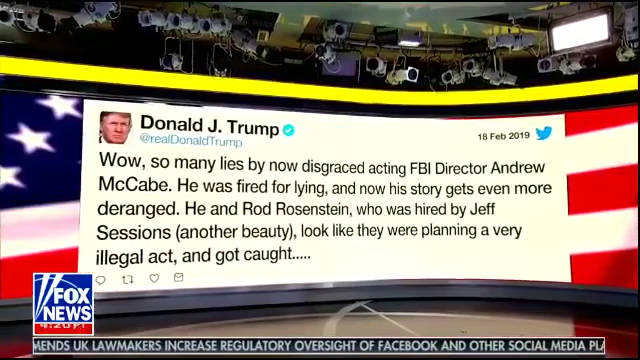 Donald J. Trump
@realDonaldTrump
18 Feb 2019
Wow, so many lies by now disgraced acting FBI Director Andrew
McCabe. He was fired for lying, and now his story gets even more
deranged. He and Rod Rosenstein, who was hired by Jeff
Sessions (another beauty), look like they were planning a very
illegal act, and got caught.....
FOX
NEWS
MENDS UK LAWMAKERS INCREASE REGULATORY OVERSIGHT OF FACEBOOK AND OTHER SOCIAL MEDIA PLA